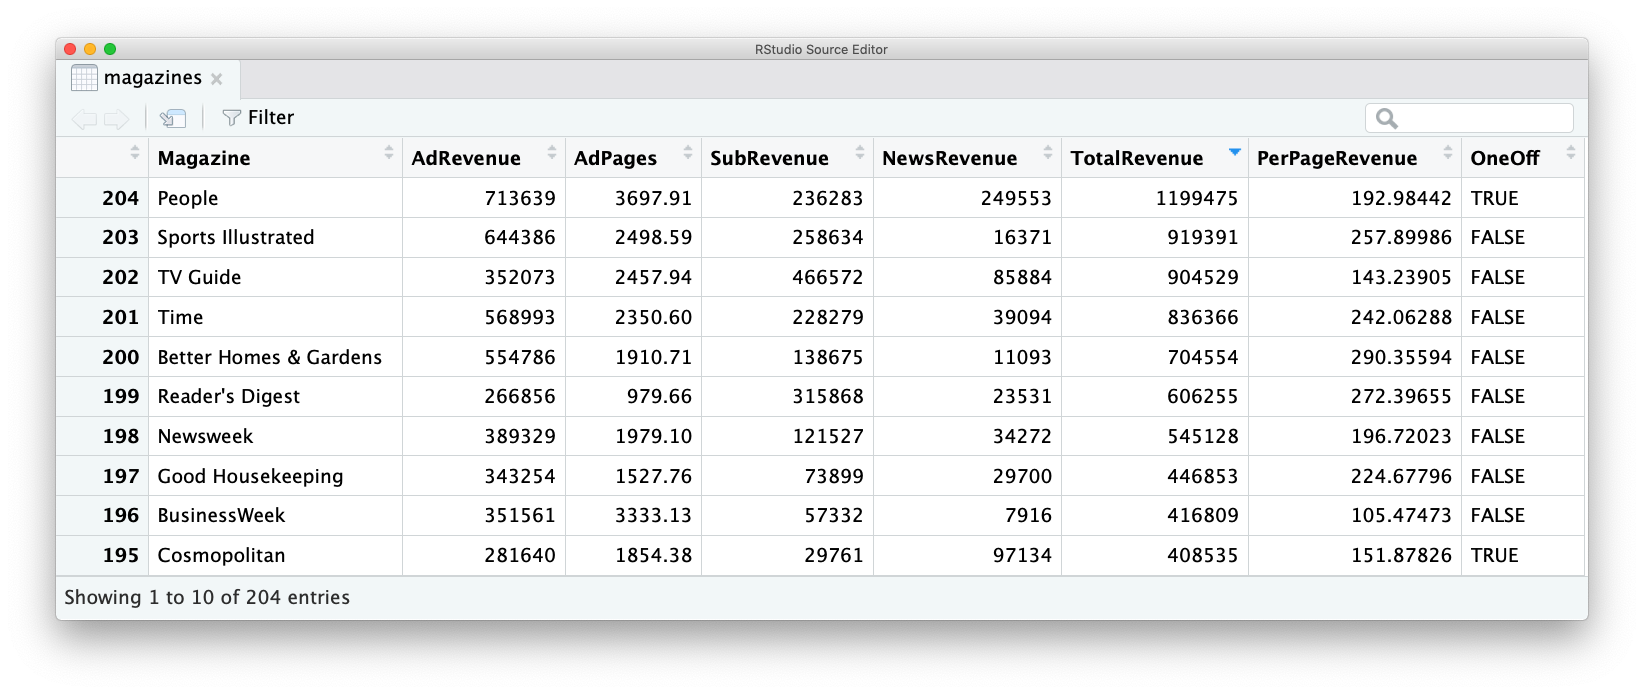 RStudio Source Editor
magazines
Filter
Magazine AdRevenue AdPages SubRevenue NewsRevenue TotalRevenue PerPageRevenue OneOff
204 People 713639 3697.91 236283 249553 1199475 192.98442 TRUE
203 Sports Illustrated 644386 2498.59 258634 16371 919391 257.89986 FALSE
202 TV Guide 352073 2457.94 466572 85884 904529 143.23905 FALSE
201 Time 568993 2350.60 228279 39094 836366 242.06288 FALSE
200 Better Homes & Gardens 554786 1910.71 138675 11093 704554 290.35594 FALSE
199 Reader's Digest 266856 979.66 315868 23531 606255 272.39655 FALSE
198 Newsweek 389329 1979.10 121527 34272 545128 196.72023 FALSE
197 Good Housekeeping 343254 1527.76 73899 29700 446853 224.67796 FALSE
196 BusinessWeek 351561 3333.13 57332 7916 416809 105.47473 FALSE
195 Cosmopolitan 281640 1854.38 29761 97134 408535 151.87826 TRUE
Showing 1 to 10 of 204 entries